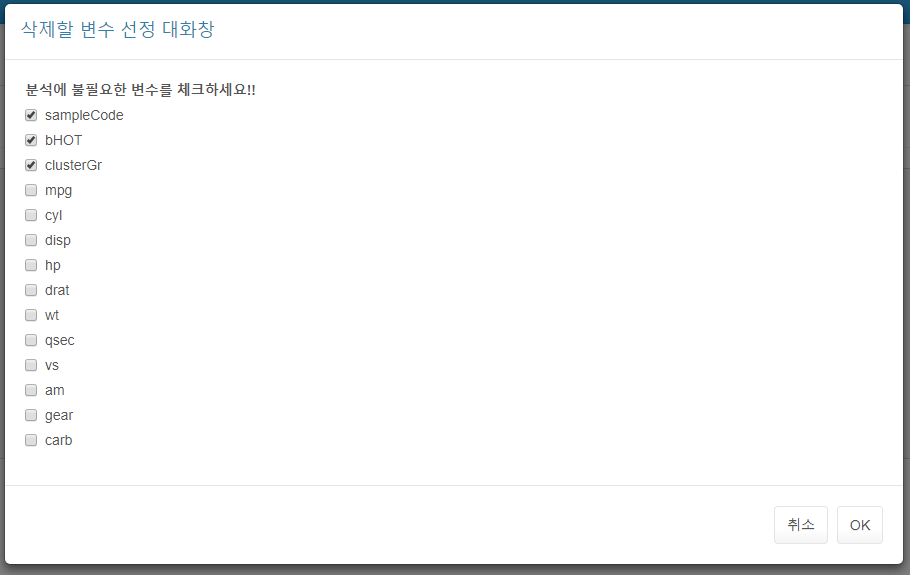 삭제할 변수 선정 대화창
분석에 불필요한 변수를 체크하세요!!
sampleCode
bHOT
clusterGr
mpg
cyl
disp
hp
drat
wt
qsec
vs
am
gear
carb
취소 OK